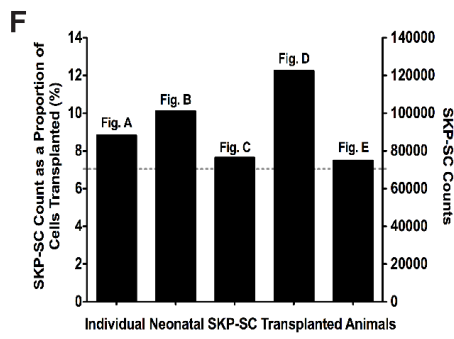 F
SKP-SC Count as a Proportion of
Cells Transplanted (%)
14
12
10
8
6
4
2
0
Fig. A
Fig. B
Fig. C
Fig. D
Fig. E
140000
120000
100000
80000
60000
40000
20000
0
SKP-SC Counts
Individual Neonatal SKP-SC Transplanted Animals